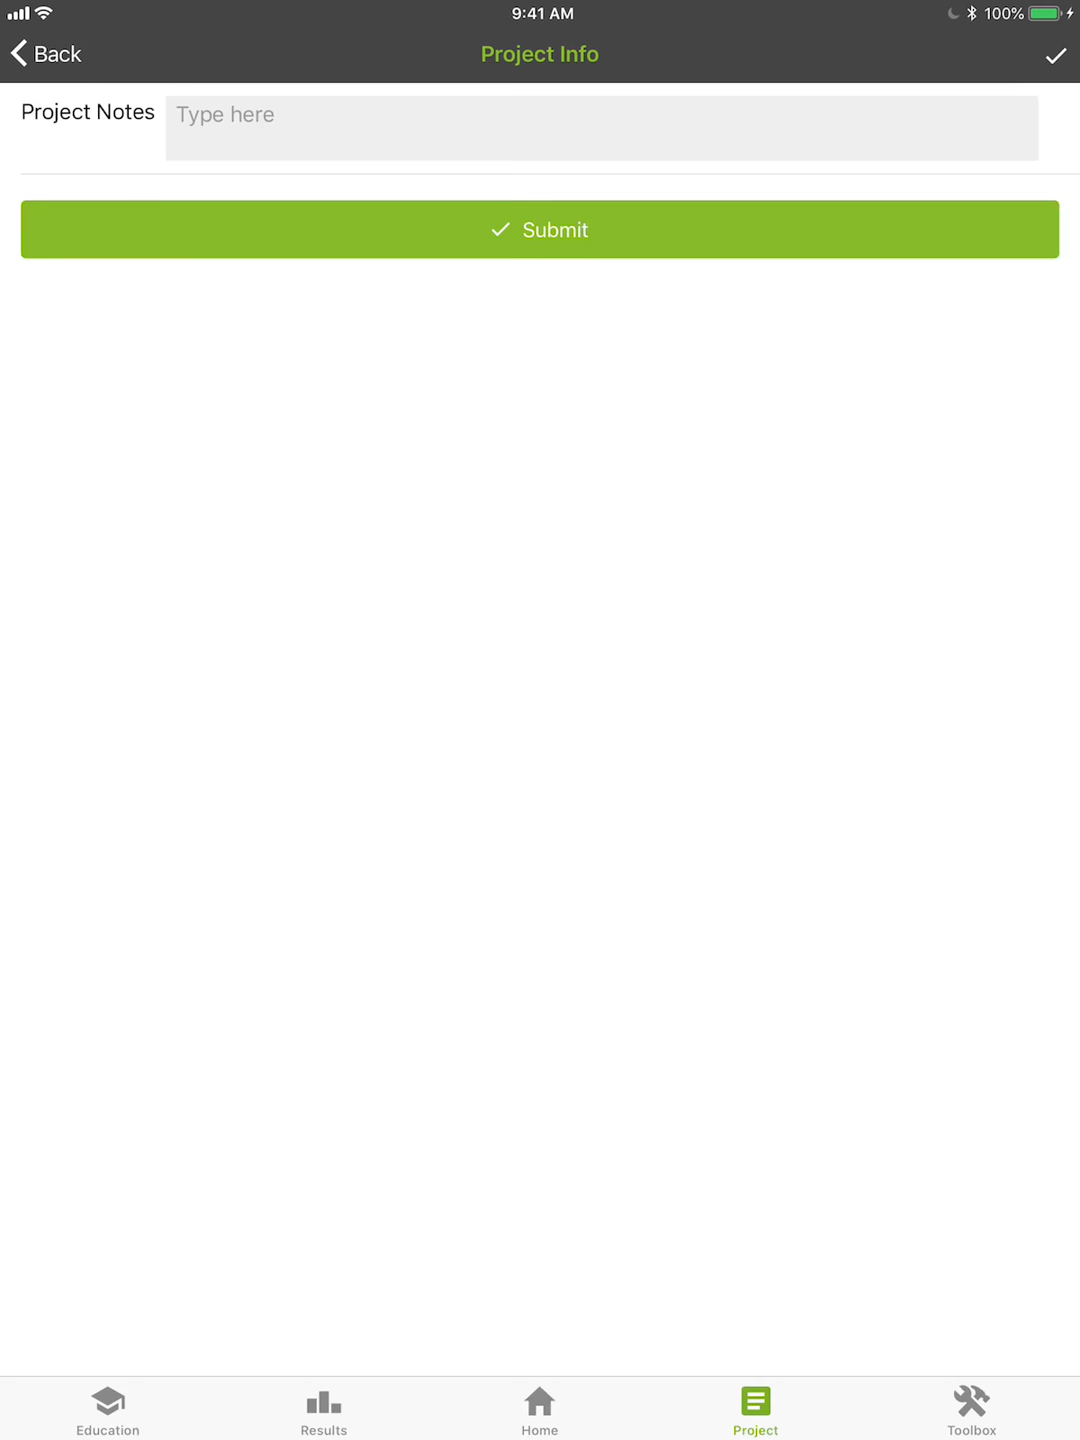 9:41 AM
100%
Back
Project Info
Project Notes
Type here
Submit
Education
Results
Home
Project
Toolbox